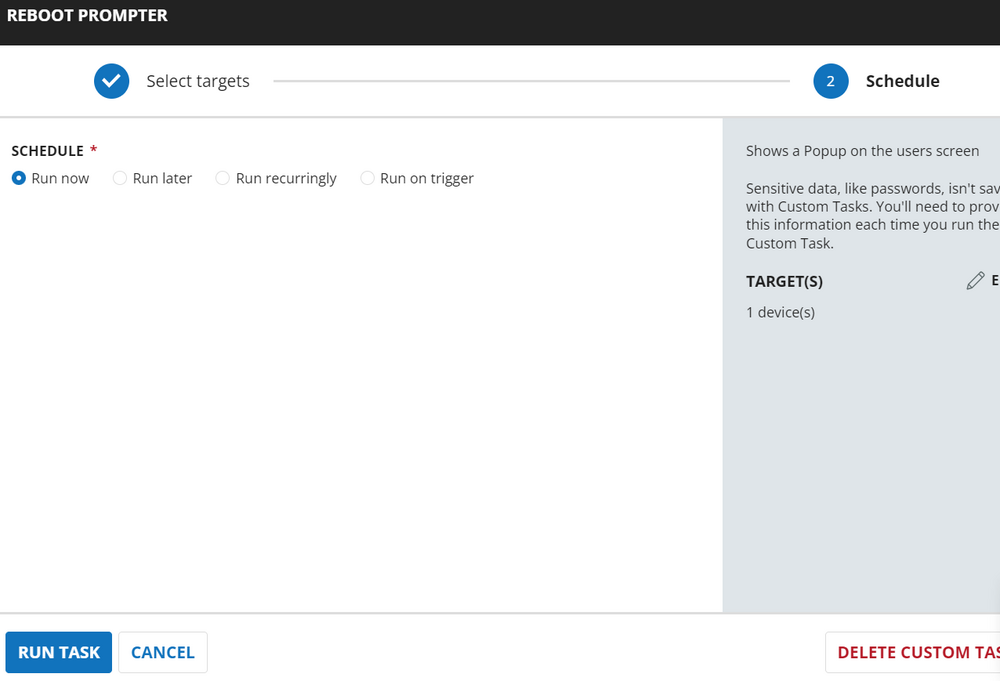 REBOOT PROMPTER
Select targets
2
Schedule
SCHEDULE *
Run now
Run later
Run recurringly
Run on trigger
Shows a Popup on the users screen
Sensitive data, like passwords, isn't sav
with Custom Tasks. You'll need to prov
this information each time you run the
Custom Task.
TARGET(S)
E
1 device(s)
RUN TASK
CANCEL
DELETE CUSTOM TAS